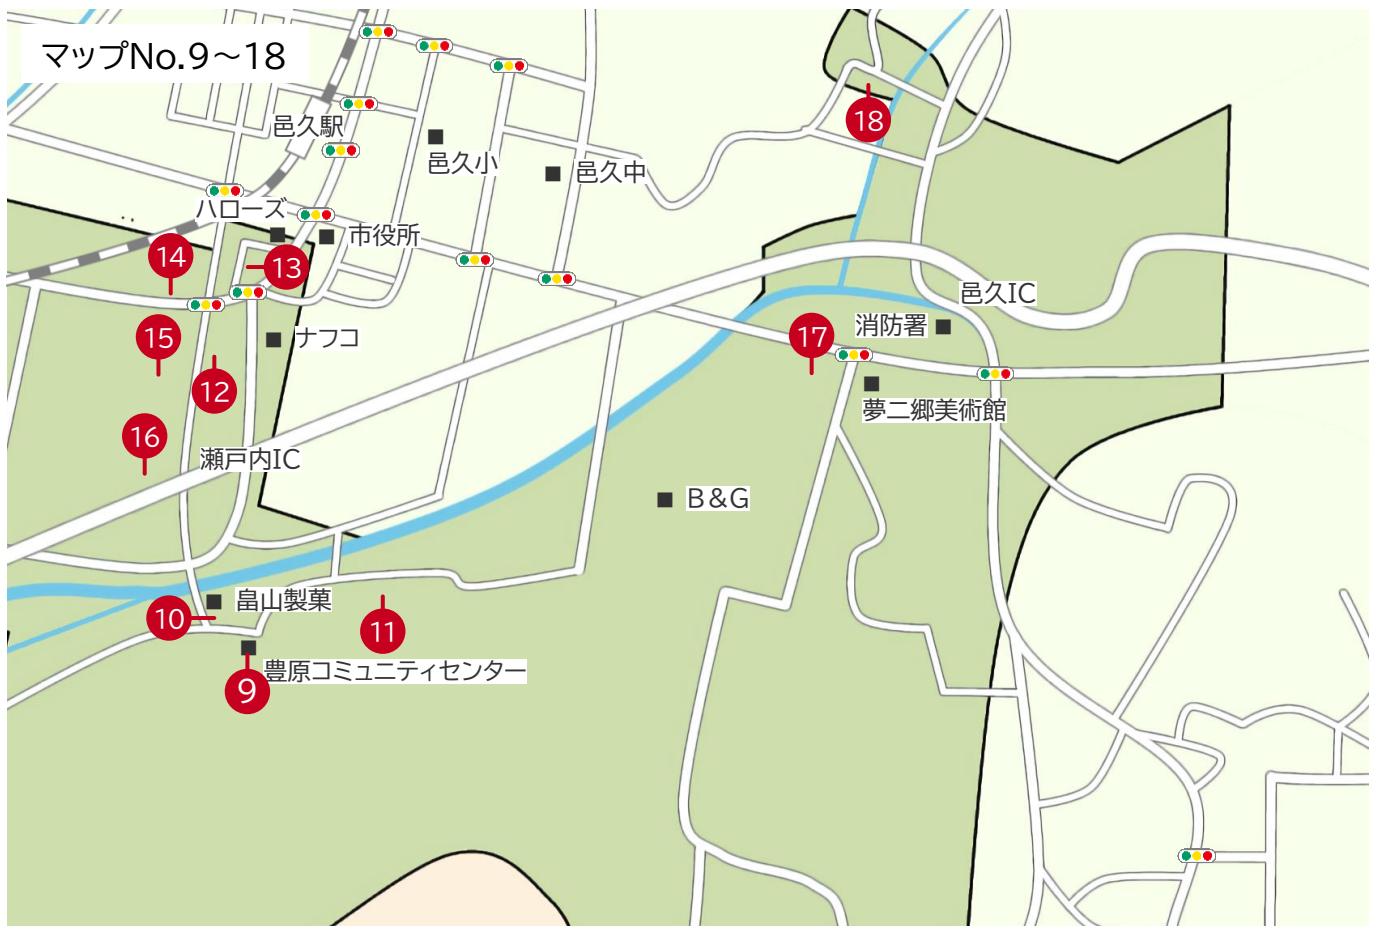 マップNo.9～18
邑久駅
18
邑久小
邑久中
ハローズ
市役所
14
13
邑久IC
消防署
15
ナフコ
17
12
夢二郷美術館
16
瀬戸内IC
B&G
畠山製菓
10
11
豊原コミュニティセンター
9